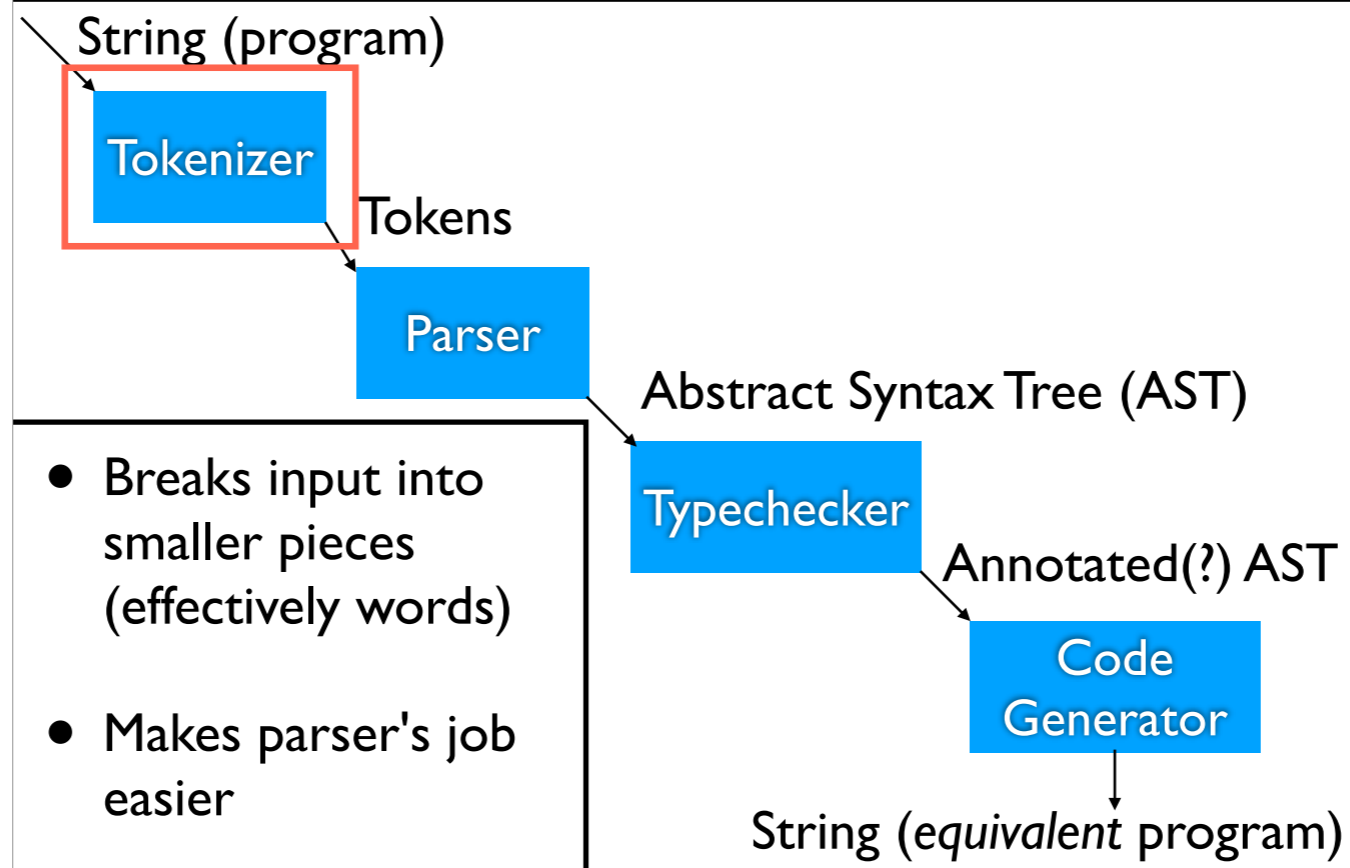 String (program)
Tokenizer
Tokens
Parser
Abstract Syntax Tree (AST)
Typechecker
Annotated(?) AST
Code
Generator
String (equivalent program)
• Breaks input into
smaller pieces
(effectively words)
• Makes parser's job
easier